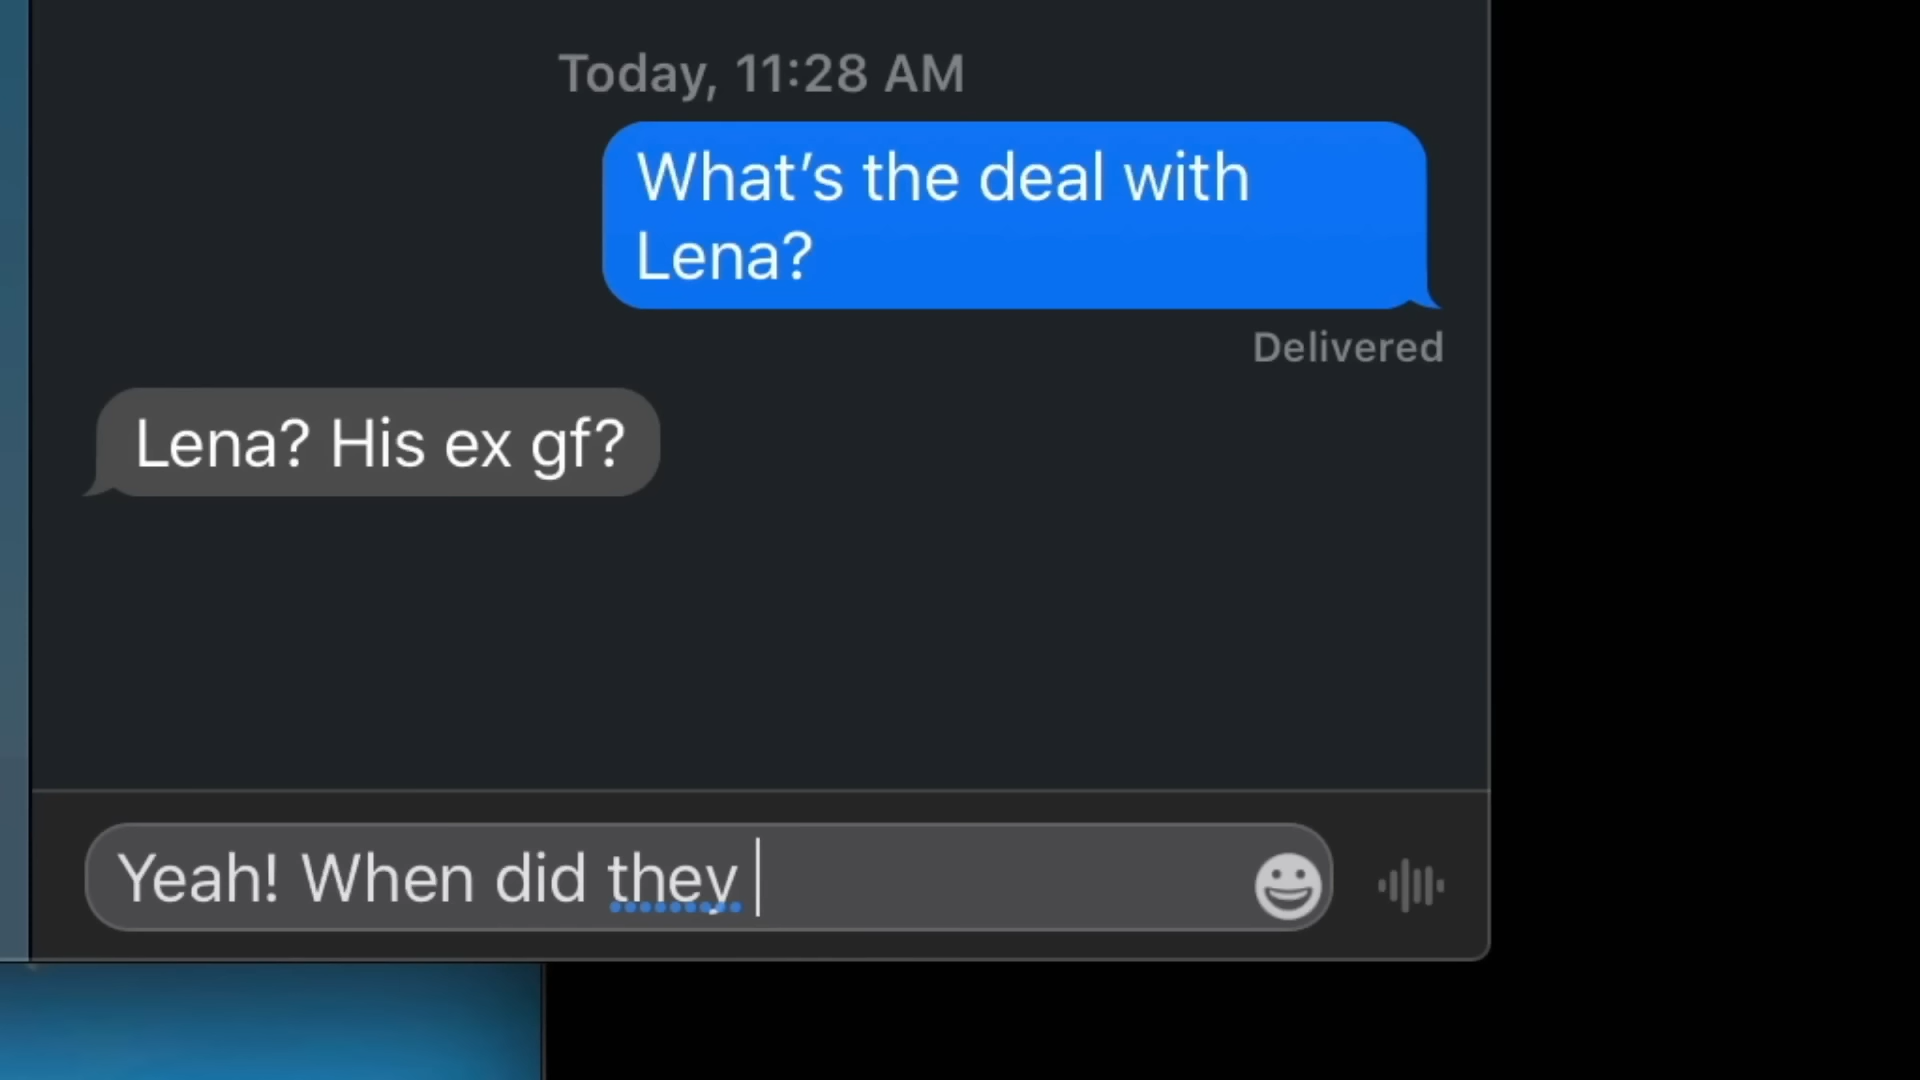 Today, 11:28 AM
What’s the deal with
Lena?
Delivered
Lena? His ex gf?
Yeah! When did they